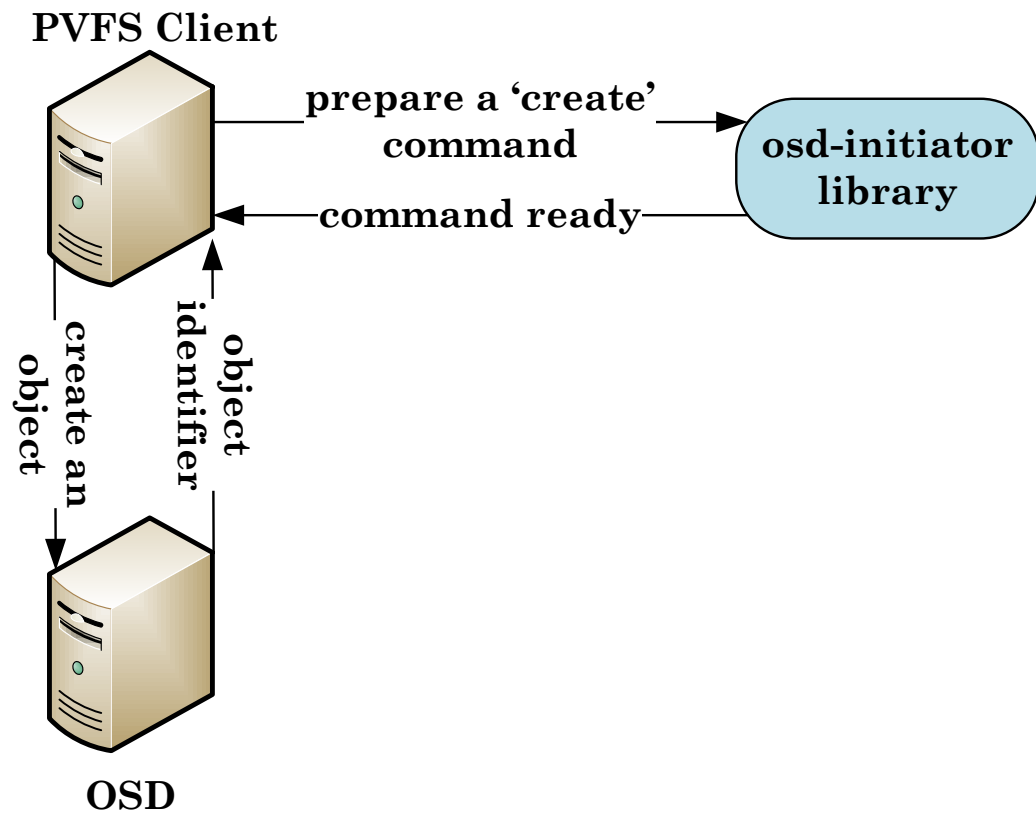 PVFS Client
prepare a ‘create’
command
osd-initiator
library
command ready
create an
object
object
identifier
OSD